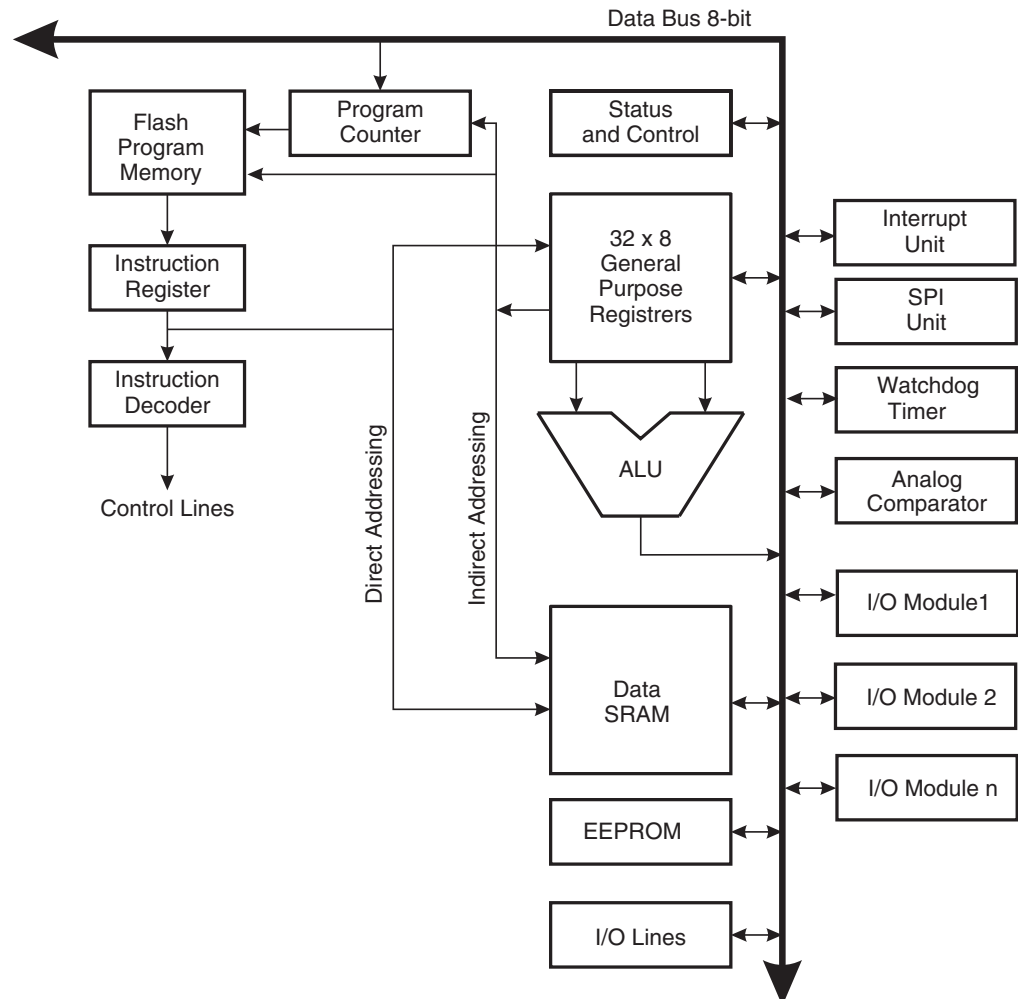 Data Bus 8-bit
Flash
Program
Memory
Program
Counter
Status
and Control
32 x 8
General
Purpose
Registrers
Interrupt
Unit
Instruction
Register
SPI
Unit
Instruction
Decoder
Watchdog
Timer
ALU
Analog
Comparator
Control Lines
Direct Addressing
Indirect Addressing
I/O Module1
Data
SRAM
I/O Module 2
I/O Module n
EEPROM
I/O Lines